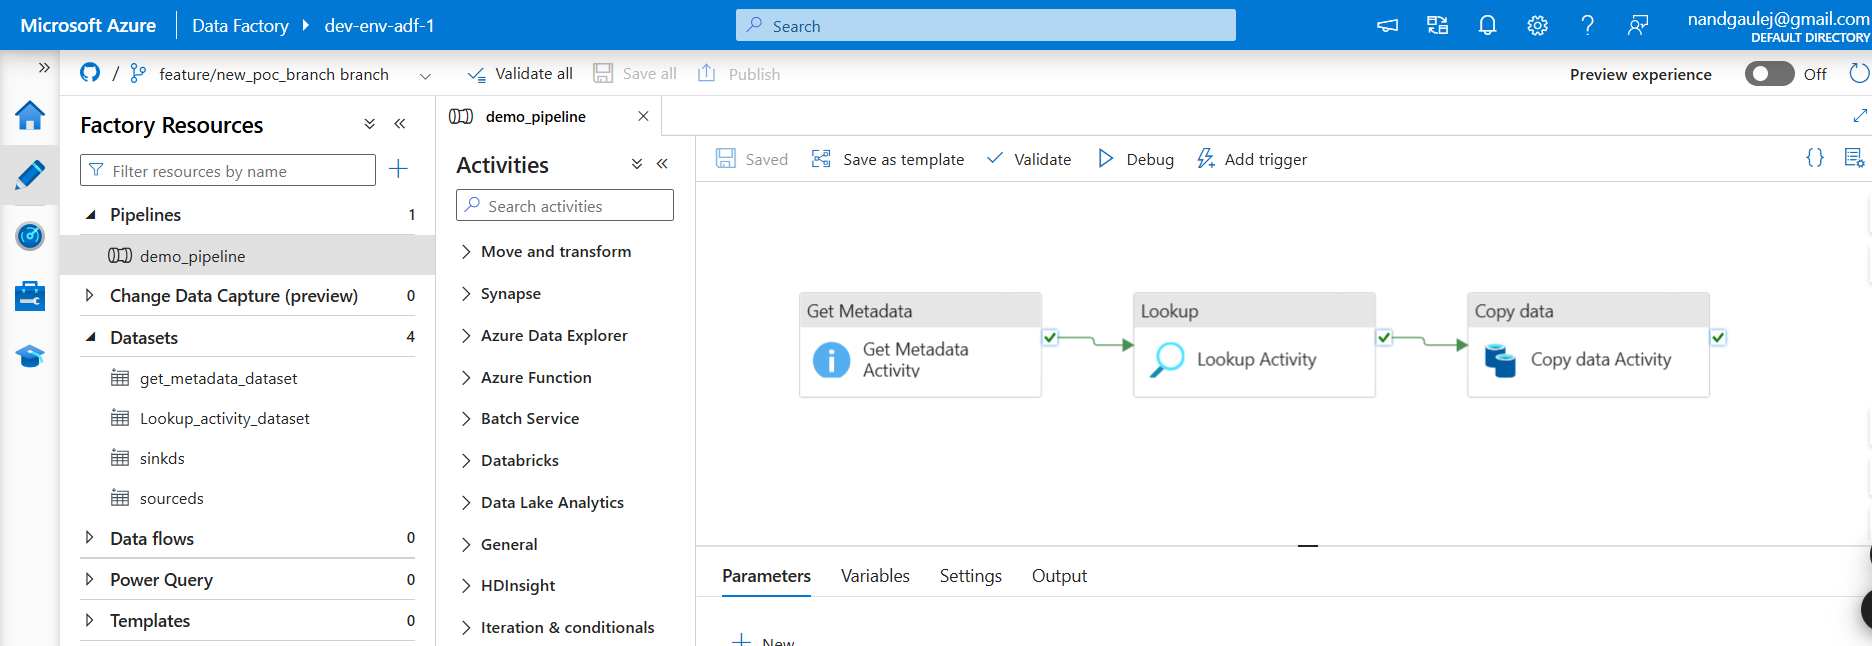 Microsoft Azure
Data Factory
dev-env-adf-1
Search
nandgaulej@gmail.com
DEFAULT DIRECTORY
/ feature/new_poc_branch branch
Validate all
Save all
Publish
Preview experience
Off
Factory Resources
Filter resources by name
Pipelines 1
demo_pipeline
Change Data Capture (preview) 0
Datasets 4
get_metadata_dataset
Lookup_activity_dataset
sinkds
sourceds
Data flows 0
Power Query 0
Templates 0
demo_pipeline
Activities
Search activities
Move and transform
Synapse
Azure Data Explorer
Azure Function
Batch Service
Databricks
Data Lake Analytics
General
HDInsight
Iteration & conditionals
Saved
Save as template
Validate
Debug
Add trigger
{}
Get Metadata
Get Metadata
Activity
Lookup
Lookup Activity
Copy data
Copy data Activity
Parameters
Variables
Settings
Output
New